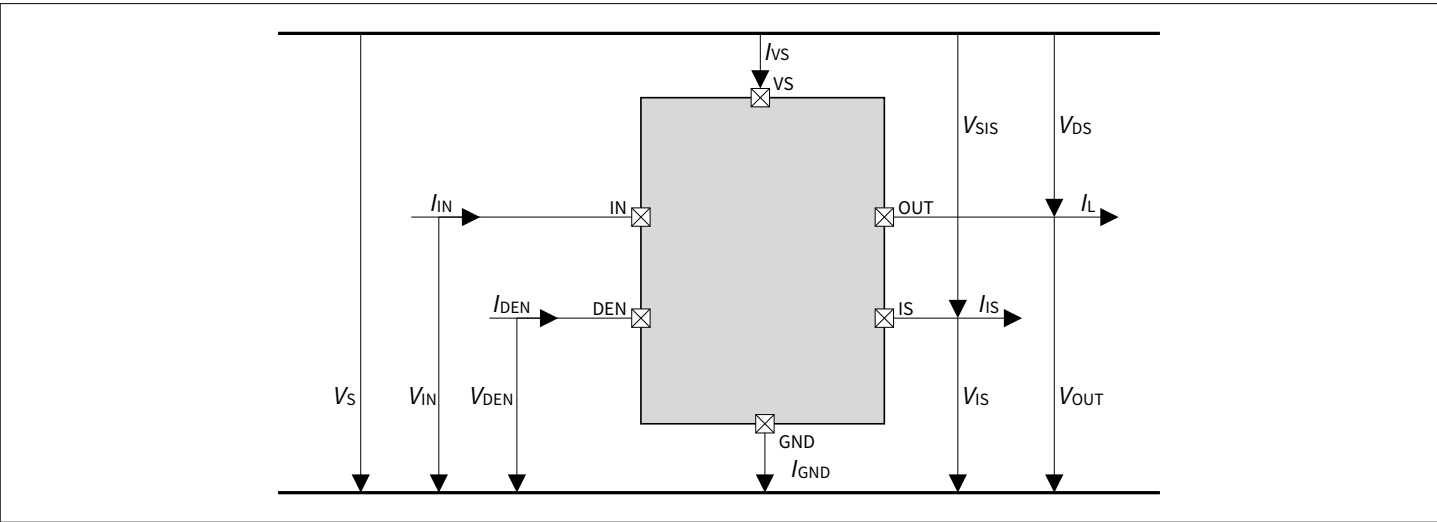 IVS
VS
VSIS
VDS
IIN
IN
OUT
IL
IDEN
DEN
IS
IIS
VS
VIN
VDEN
VIS
VOUT
GND
IGND